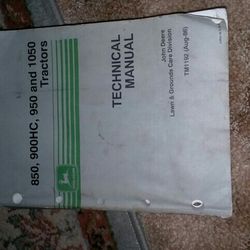 850, 900HC, 950 and 1050
Tractors
TECHNICAL
MANUAL
John Deere
Lawn & Grounds Care Division
TM1192 (Aug-86)